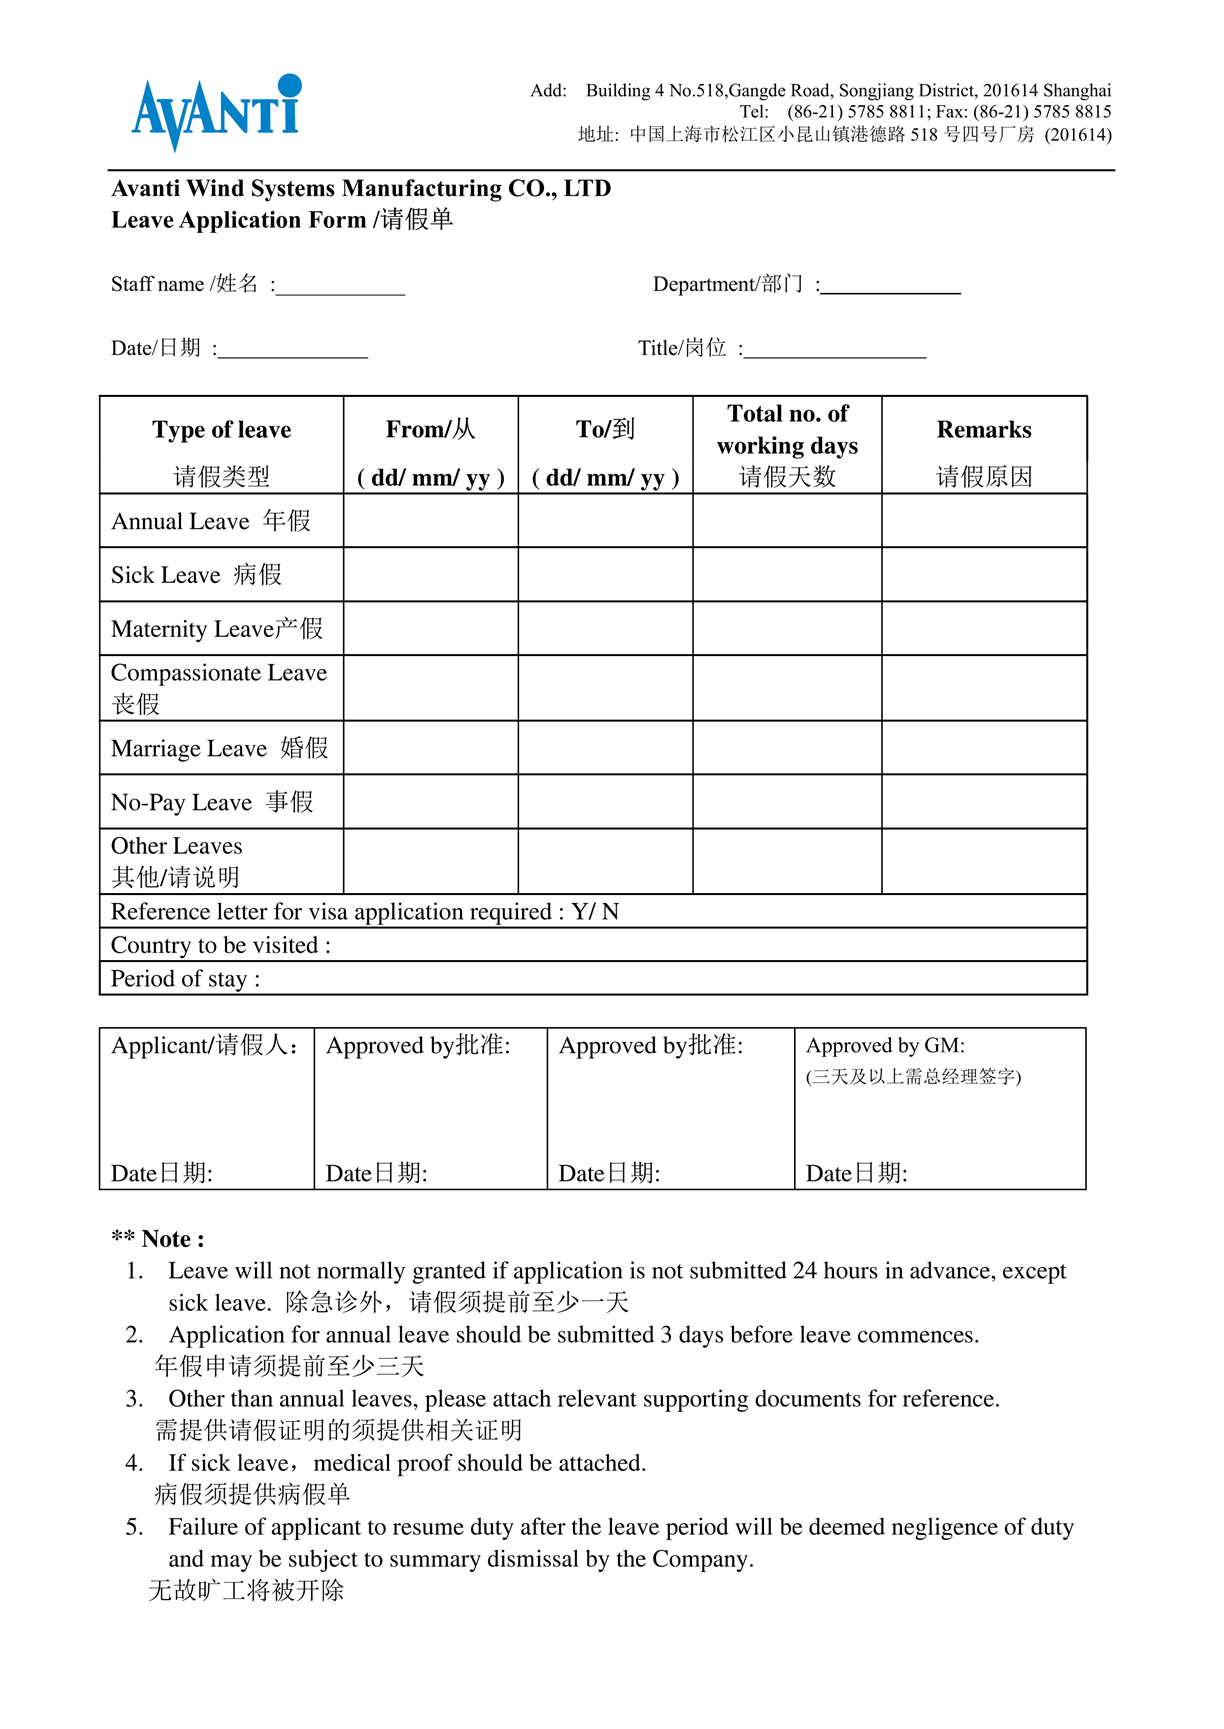 AVANTi
Add: Building 4 No.518,Gangde Road, Songjiang District, 201614 Shanghai
Tel: (86-21) 5785 8811; Fax: (86-21) 5785 8815
地址: 中国上海市松江区小昆山镇港德路 518 号四号厂房 (201614)
Avanti Wind Systems Manufacturing CO., LTD
Leave Application Form /请假单
Staff name /姓名 :____________ Department/部门 :_____________
Date/日期 :______________ Title/岗位 :_________________
Type of leave
请假类型
From/从
( dd/ mm/ yy )
To/到
( dd/ mm/ yy )
Total no. of
working days
请假天数
Remarks
请假原因
Annual Leave 年假
Sick Leave 病假
Maternity Leave产假
Compassionate Leave
丧假
Marriage Leave 婚假
No-Pay Leave 事假
Other Leaves
其他/请说明
Reference letter for visa application required : Y/ N
Country to be visited :
Period of stay :
Applicant/请假人：
Date日期:
Approved by批准:
Date日期:
Approved by批准:
Date日期:
Approved by GM:
(三天及以上需总经理签字)
Date日期:
** Note :
1. Leave will not normally granted if application is not submitted 24 hours in advance, except
sick leave. 除急诊外，请假须提前至少一天
2. Application for annual leave should be submitted 3 days before leave commences.
年假申请须提前至少三天
3. Other than annual leaves, please attach relevant supporting documents for reference.
需提供请假证明的须提供相关证明
4. If sick leave，medical proof should be attached.
病假须提供病假单
5. Failure of applicant to resume duty after the leave period will be deemed negligence of duty
and may be subject to summary dismissal by the Company.
无故旷工将被开除